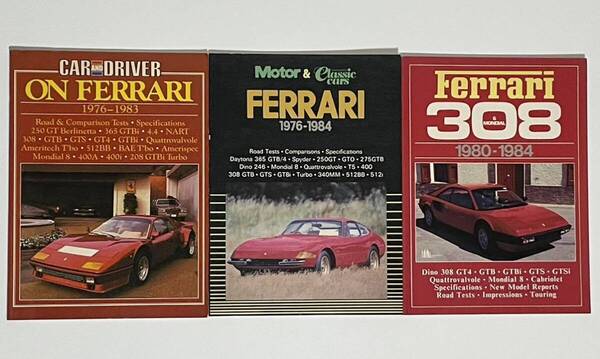 CAR AND DRIVER
ON FERRARI
1976-1983
Road & Comparison Tests • Specifications
250 GT Berlinetta • 365 GTBi • 4.4 • NART
308 • GTB • GTS • GT4 • GTBi • Quattrovalvole
Ameritech T'bo • 512BB • BAE T'bo • Amerispec
Mondial 8 • 400A • 400i • 208 GTBi Turbo
Motor & Classic cars
FERRARI
1976-1984
Road Tests • Comparisons • Specifications
Daytona 365 GTB/4 • Spyder • 250GT • GTO • 275GTB
Dino 246 • Mondial 8 • Quattrovalvole • T5 • 400
308 GTB • GTS • GTBi • Turbo • 340MM • 512BB • 512i
Ferrari
308
& MONDIAL
1980-1984
Dino 308 GT4 • GTB • GTBi • GTS • GTSi
Quattrovalvole • Mondial 8 • Cabriolet
Specifications • New Model Reports
Road Tests • Impressions • Touring